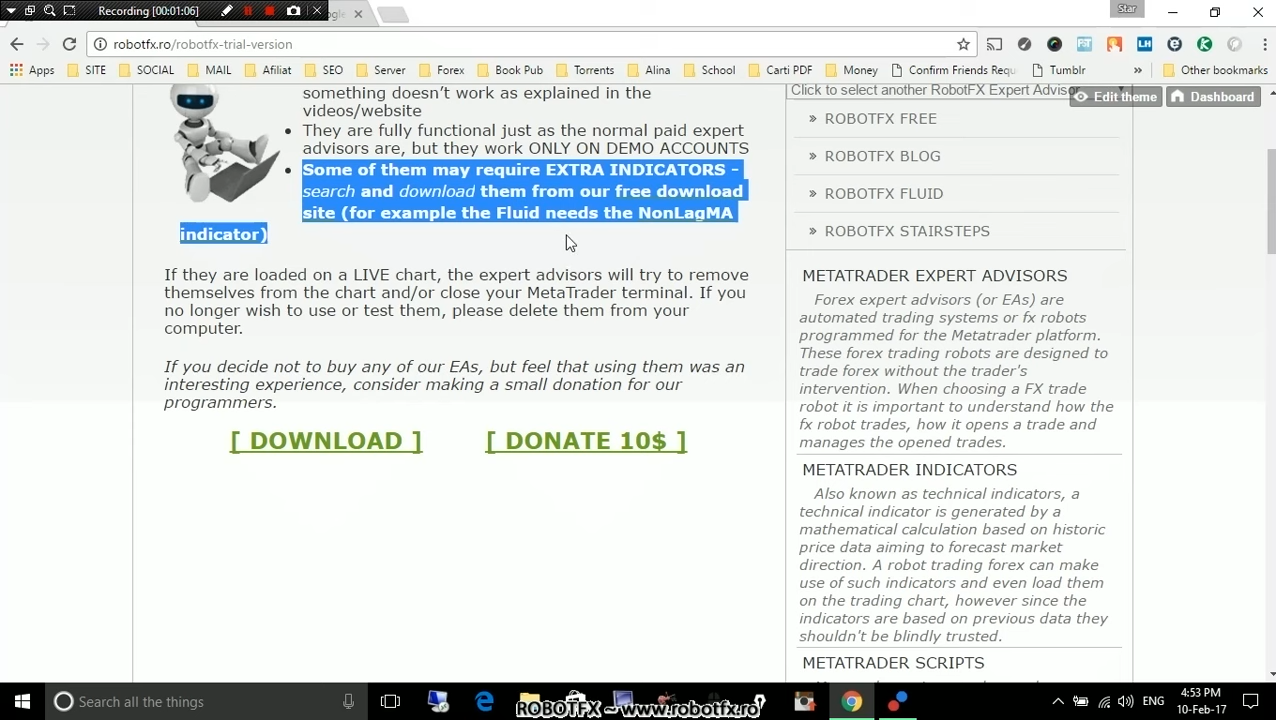 Recording [00:01:06]
Star
robotfx.ro/robotfx-trial-version
Apps SITE SOCIAL MAIL Afiliat SEO Server Forex Book Pub Torrents Alina School Carti PDF Money Confirm Friends Requ Tumblr » Other bookmarks
something doesn't work as explained in the
videos/website
They are fully functional just as the normal paid expert
advisors are, but they work ONLY ON DEMO ACCOUNTS
Some of them may require EXTRA INDICATORS -
search and download them from our free download
site (for example the Fluid needs the NonLagMA
indicator)
If they are loaded on a LIVE chart, the expert advisors will try to remove
themselves from the chart and/or close your MetaTrader terminal. If you
no longer wish to use or test them, please delete them from your
computer.
If you decide not to buy any of our EAs, but feel that using them was an
interesting experience, consider making a small donation for our
programmers.
[ DOWNLOAD ] [ DONATE 10$ ]
Click to select another RobotFX Expert Advisor
Edit theme Dashboard
» ROBOTFX FREE
» ROBOTFX BLOG
» ROBOTFX FLUID
» ROBOTFX STAIRSTEPS
METATRADER EXPERT ADVISORS
Forex expert advisors (or EAs) are
automated trading systems or fx robots
programmed for the Metatrader platform.
These forex trading robots are designed to
trade forex without the trader's
intervention. When choosing a FX trade
robot it is important to understand how the
fx robot trades, how it opens a trade and
manages the opened trades.
METATRADER INDICATORS
Also known as technical indicators, a
technical indicator is generated by a
mathematical calculation based on historic
price data aiming to forecast market
direction. A robot trading forex can make
use of such indicators and even load them
on the trading chart, however since the
indicators are based on previous data they
shouldn't be blindly trusted.
METATRADER SCRIPTS
Search all the things
ROBOTFX ~ www.robotfx.ro
ENG
4:53 PM
10-Feb-17